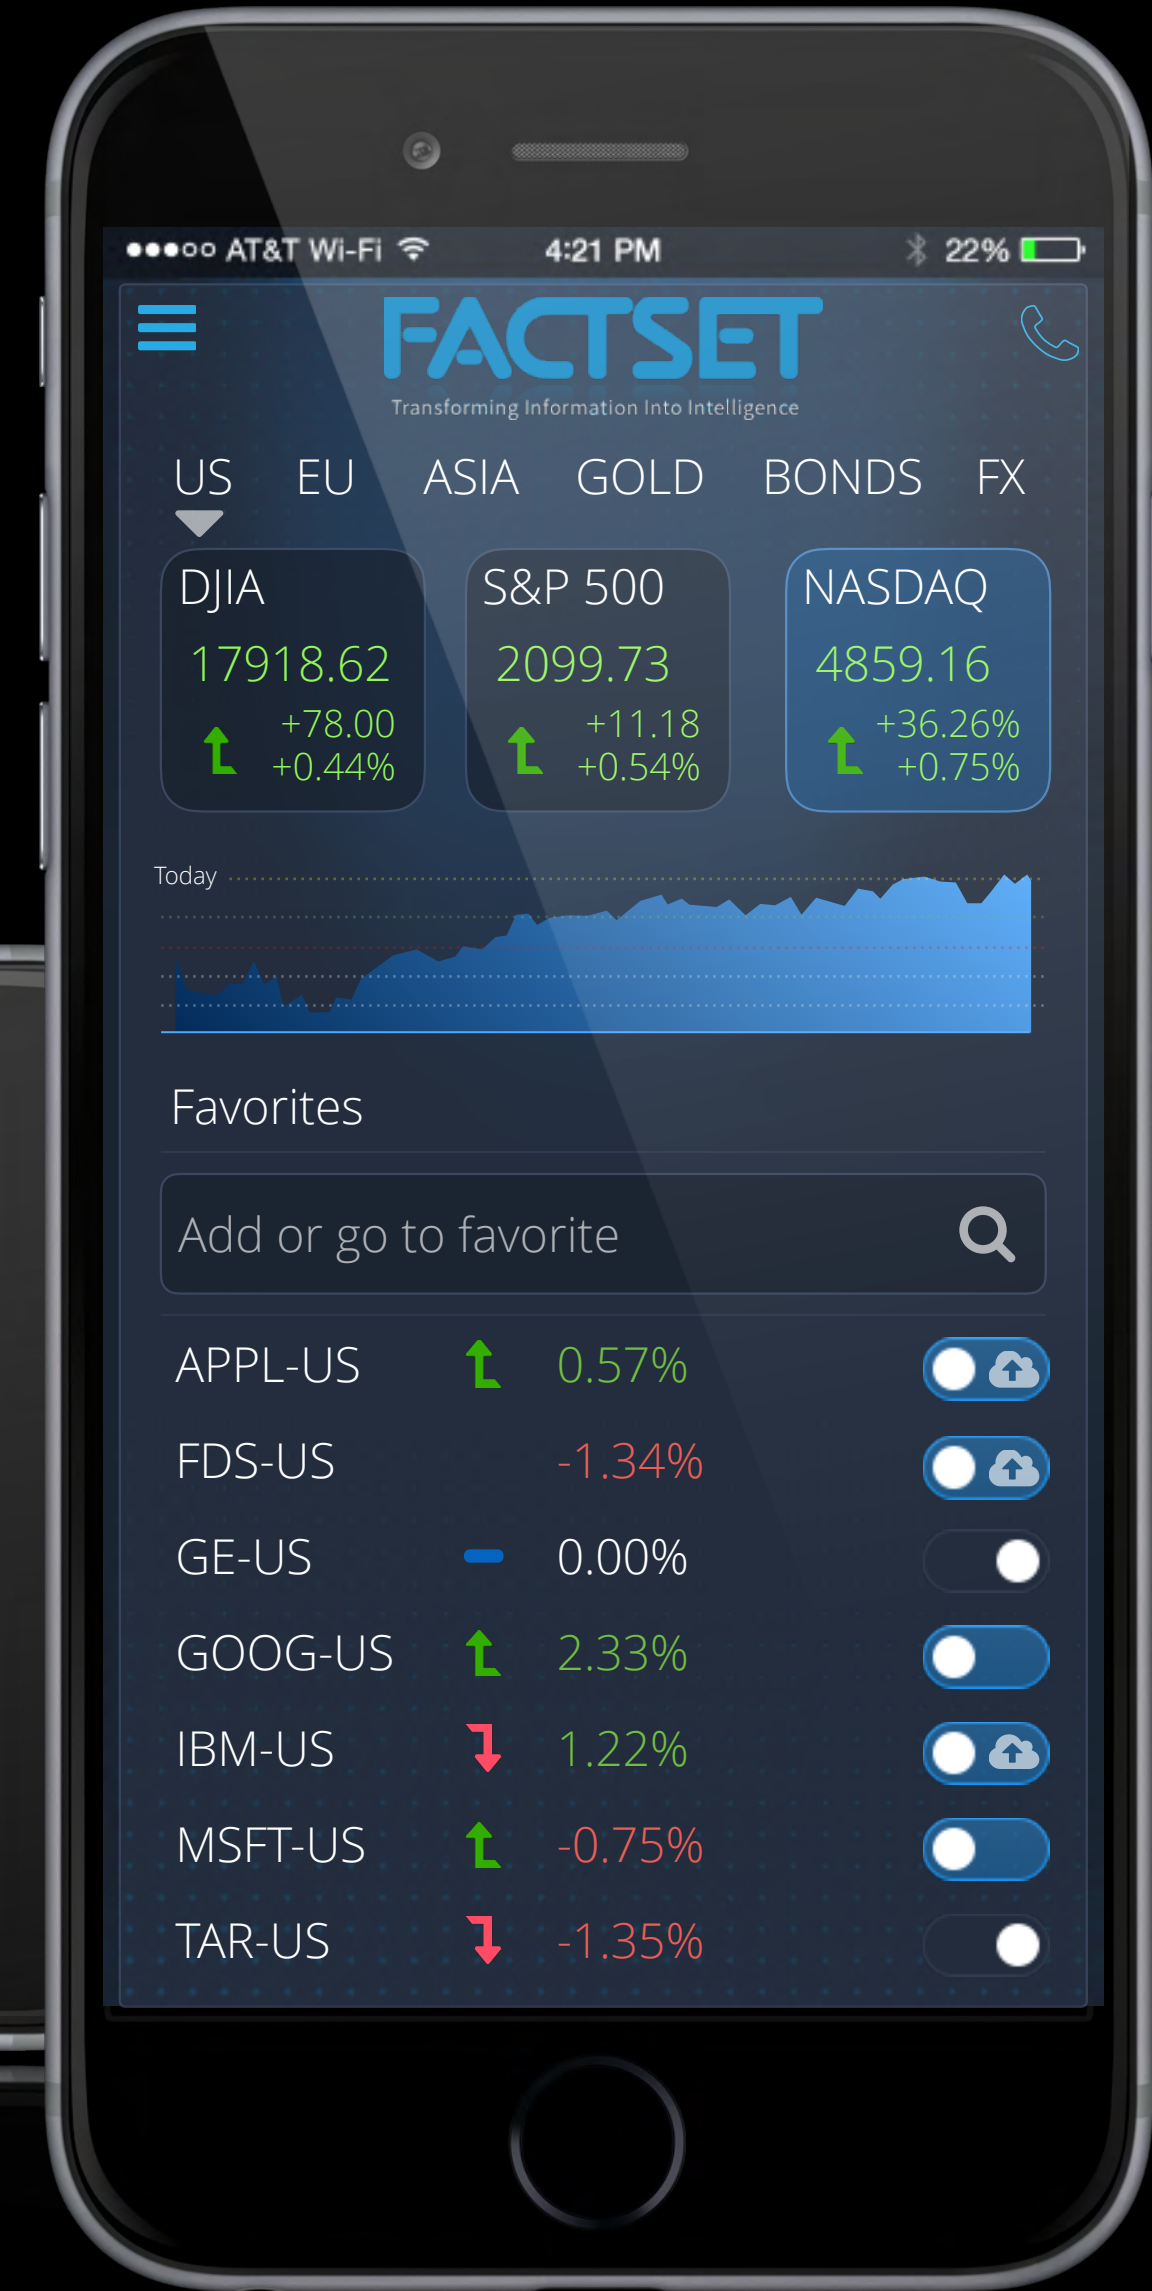 AT&T Wi-Fi 4:21 PM 22%
FACTSET
Transforming Information Into Intelligence
US EU ASIA GOLD BONDS FX
DJIA
17918.62
+78.00
+0.44%
S&P 500
2099.73
+11.18
+0.54%
NASDAQ
4859.16
+36.26%
+0.75%
Today
Favorites
Add or go to favorite
APPL-US 0.57%
FDS-US -1.34%
GE-US 0.00%
GOOG-US 2.33%
IBM-US 1.22%
MSFT-US -0.75%
TAR-US -1.35%